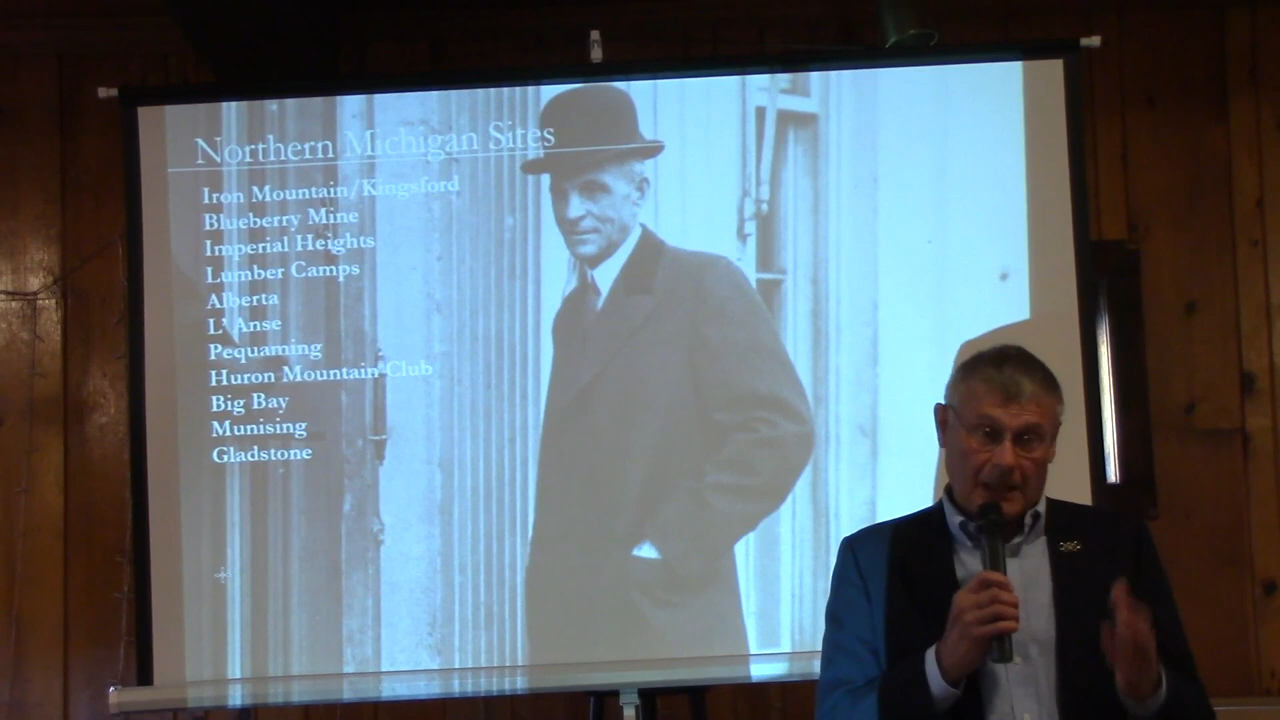 Northern Michigan Sites
Iron Mountain/Kingsford
Blueberry Mine
Imperial Heights
Lumber Camps
Alberta
L' Anse
Pequaming
Huron Mountain Club
Big Bay
Munising
Gladstone